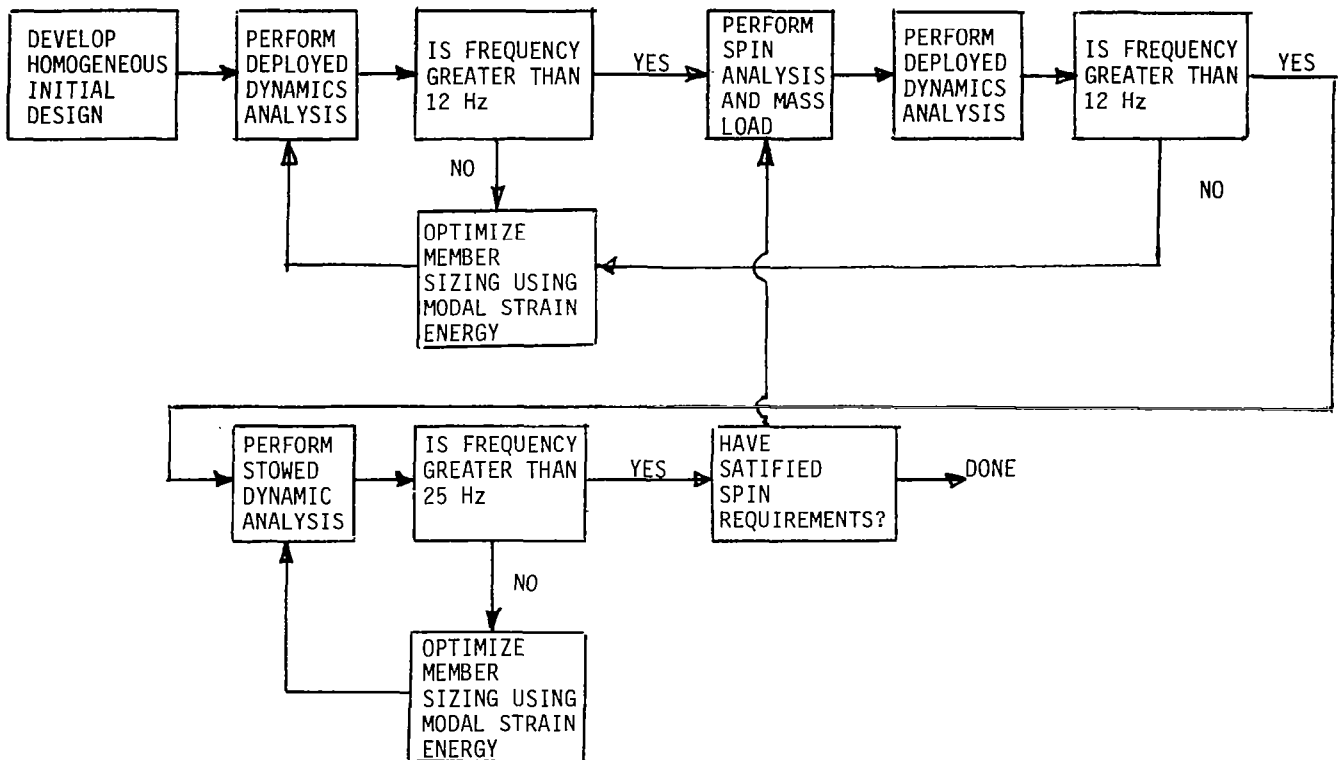 DEVELOP
HOMOGENEOUS
INITIAL
DESIGN
PERFORM
DEPLOYED
DYNAMICS
ANALYSIS
IS FREQUENCY
GREATER THAN
12 Hz
YES
NO
PERFORM
SPIN
ANALYSIS
AND MASS
LOAD
PERFORM
DEPLOYED
DYNAMICS
ANALYSIS
IS FREQUENCY
GREATER THAN
12 Hz
YES
NO
OPTIMIZE
MEMBER
SIZING USING
MODAL STRAIN
ENERGY
PERFORM
STOWED
DYNAMIC
ANALYSIS
IS FREQUENCY
GREATER THAN
25 Hz
YES
NO
HAVE
SATIFIED
SPIN
REQUIREMENTS?
DONE
OPTIMIZE
MEMBER
SIZING USING
MODAL STRAIN
ENERGY